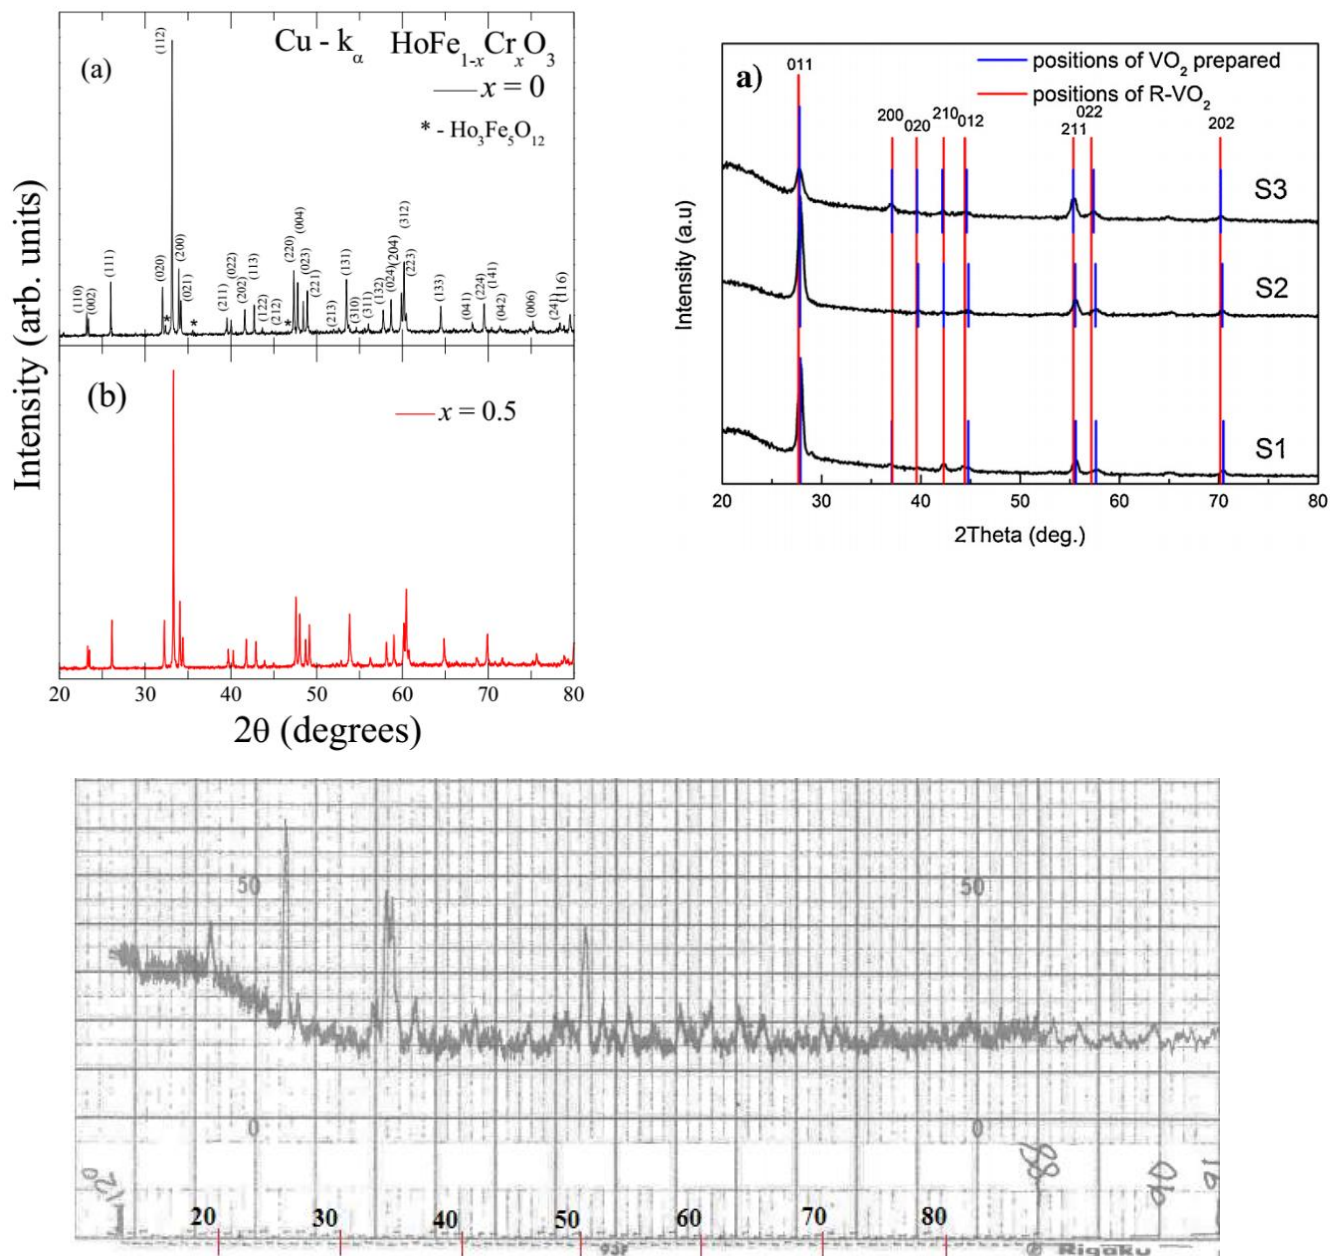 Cu - kα HoFe1-xCrxO3
(a)
x = 0
* - Ho3Fe5O12
(110)
(002)
(111)
(020)
*
(112)
(200)
(021)
*
(211)
(022)
(202)
(113)
(122)
(212)
*
(220)
(004)
(023)
(221)
(213)
(131)
(310)
(311)
(132)
(024)
(204)
(312)
(223)
(133)
(041)
(224)
(141)
(042)
(006)
(241)
(116)
(b)
x = 0.5
Intensity (arb. units)
20 30 40 50 60 70 80
2θ (degrees)
a)
positions of VO2 prepared
positions of R-VO2
011
200
020
210
012
211
022
202
S3
S2
S1
Intensity (a.u)
20 30 40 50 60 70 80
2Theta (deg.)
50 50
0 0
88
90
20 30 40 50 60 70 80
Rigaku